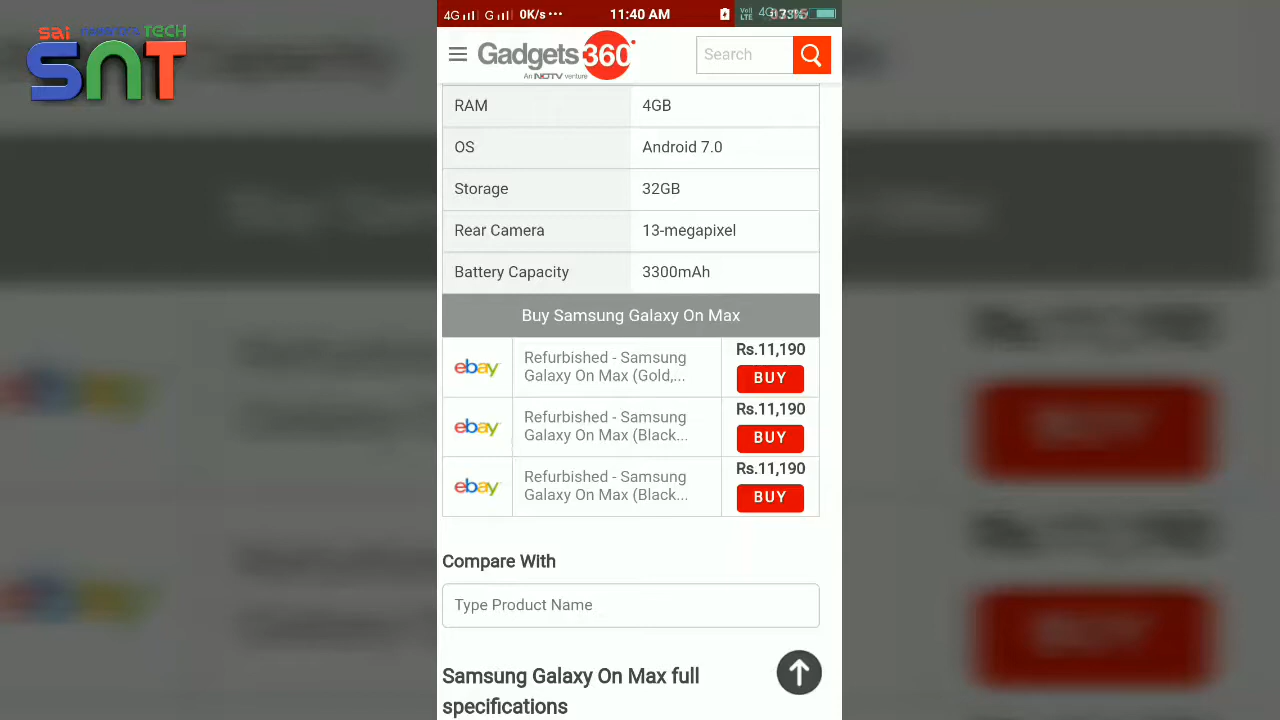 sai
TECH
SNT
4G G 0K/s ··· 11:40 AM
Gadgets 360
An NDTV venture
Search
RAM 4GB
OS Android 7.0
Storage 32GB
Rear Camera 13-megapixel
Battery Capacity 3300mAh
Buy Samsung Galaxy On Max
ebay Refurbished - Samsung Galaxy On Max (Gold,... Rs.11,190 BUY
ebay Refurbished - Samsung Galaxy On Max (Black... Rs.11,190 BUY
ebay Refurbished - Samsung Galaxy On Max (Black... Rs.11,190 BUY
Compare With
Type Product Name
Samsung Galaxy On Max full
specifications